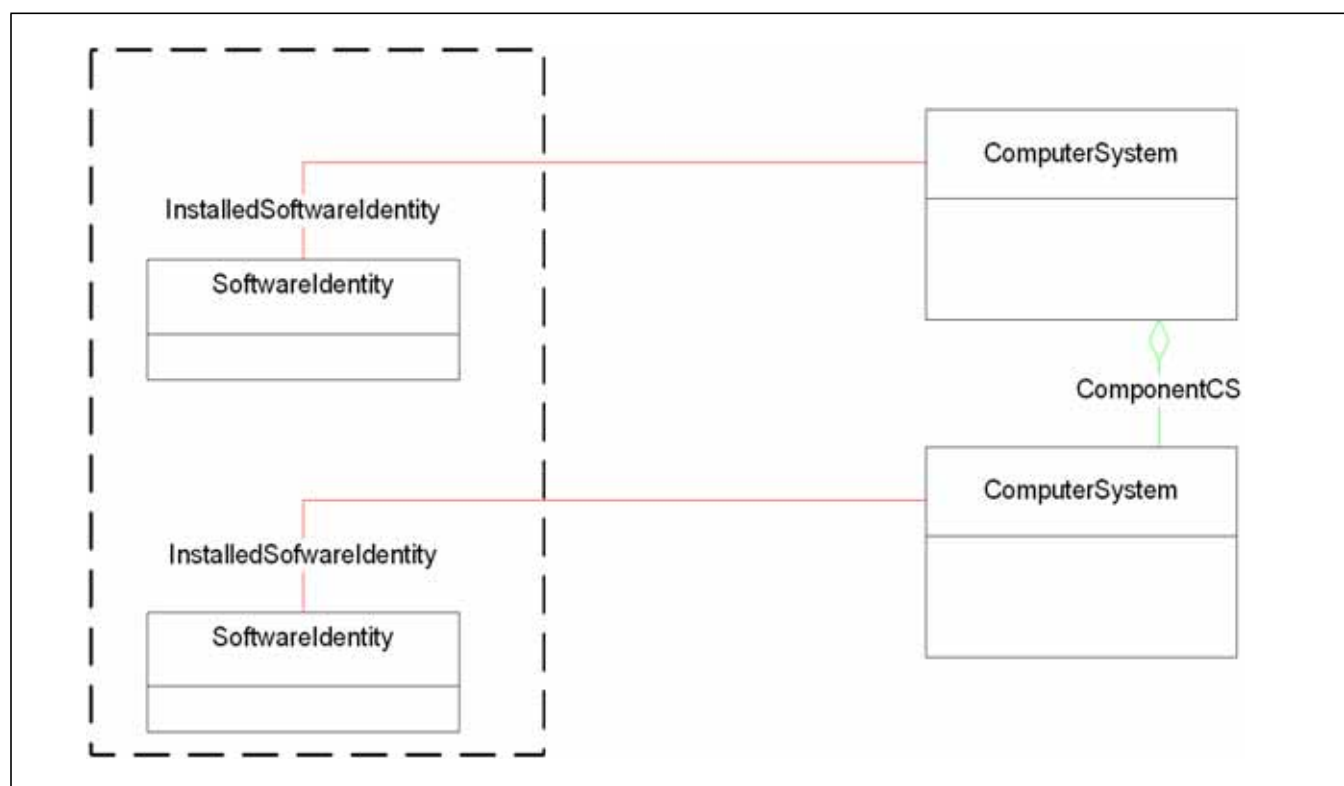 ComputerSystem
InstalledSoftwareIdentity
SoftwareIdentity
ComponentCS
ComputerSystem
InstalledSofwareIdentity
SoftwareIdentity